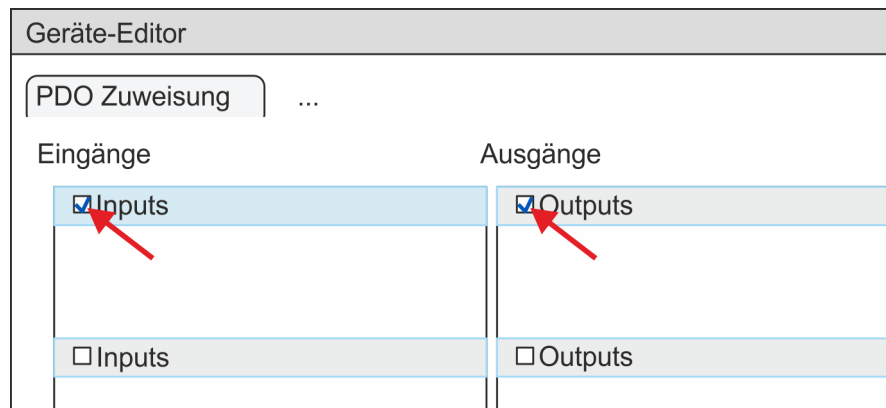 Geräte-Editor
PDO Zuweisung ...
Eingänge Ausgänge
Inputs Outputs
Inputs Outputs